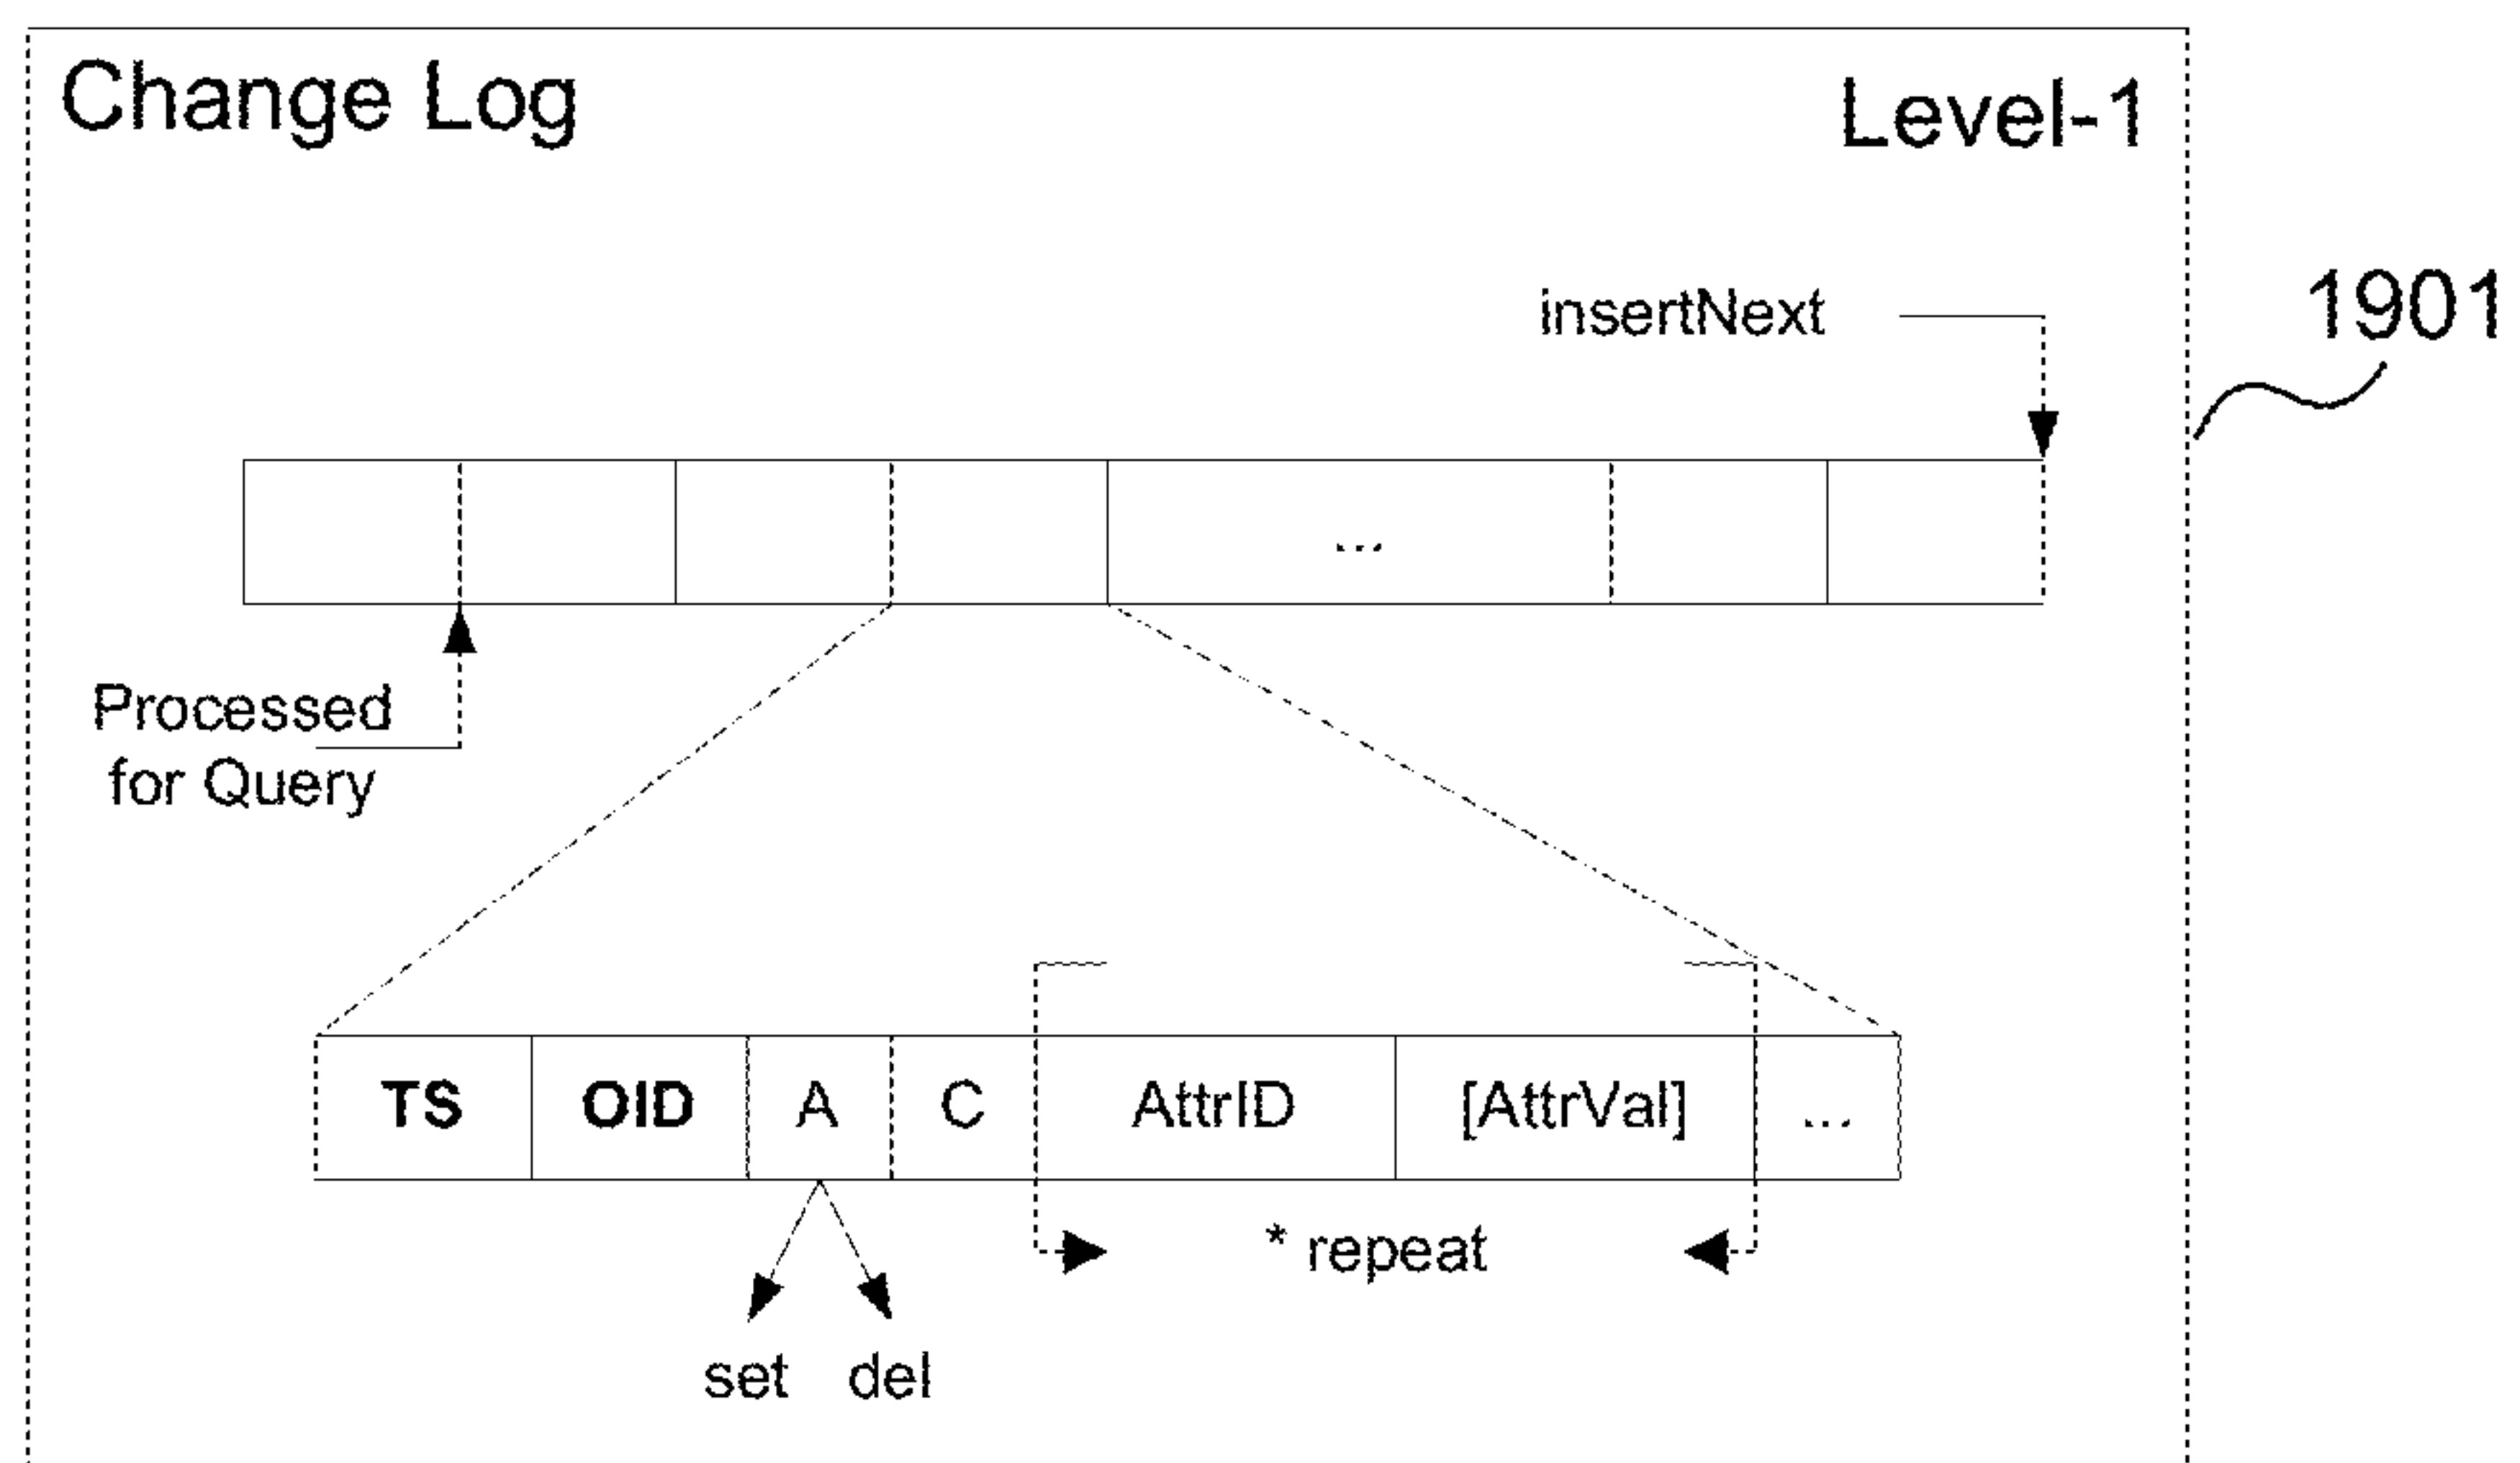 Change Log
Level-1
1901
insertNext
...
Processed
for Query
TS
OID
A
C
AttrID
[AttrVal]
...
* repeat
set
del